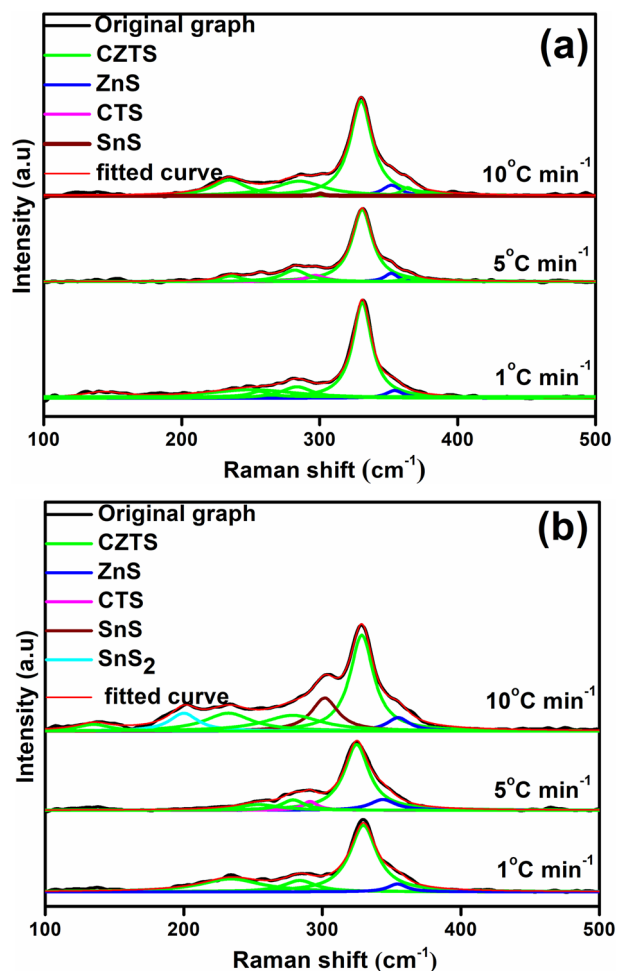 (a)
Original graph
CZTS
ZnS
CTS
SnS
fitted curve
10°C min⁻¹
5°C min⁻¹
1°C min⁻¹
Intensity (a.u)
100 200 300 400 500
Raman shift (cm⁻¹)
(b)
Original graph
CZTS
ZnS
CTS
SnS
SnS₂
fitted curve
10°C min⁻¹
5°C min⁻¹
1°C min⁻¹
Intensity (a.u)
100 200 300 400 500
Raman shift (cm⁻¹)